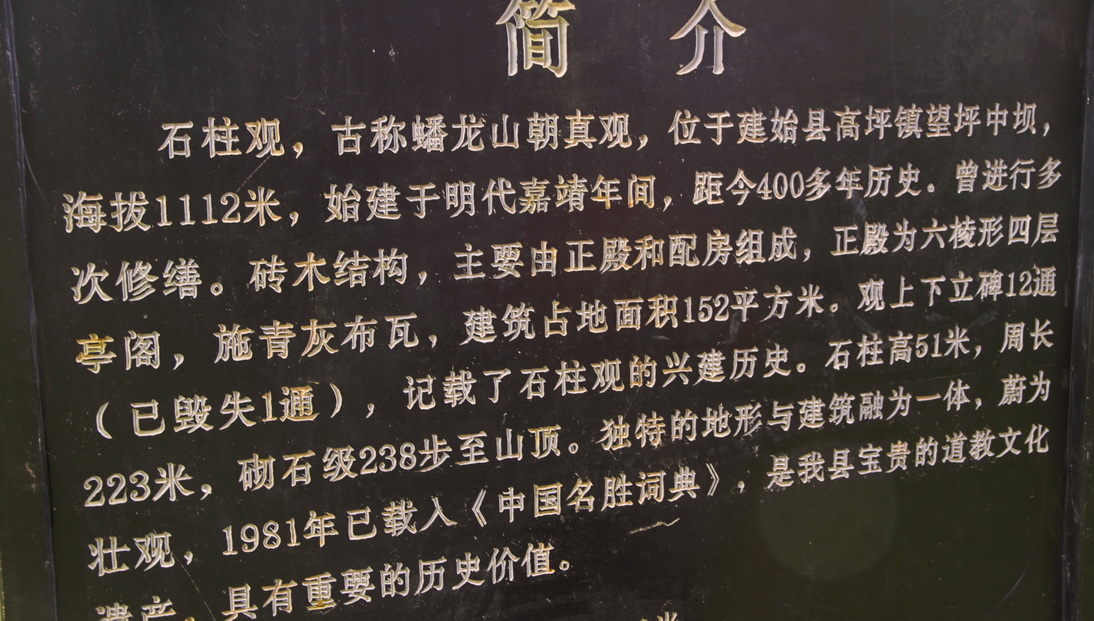 简介
石柱观，古称蟠龙山朝真观，位于建始县高坪镇望坪中坝，
海拔1112米，始建于明代嘉靖年间，距今400多年历史。曾进行多
次修缮。砖木结构，主要由正殿和配房组成，正殿为六棱形四层
亭阁，施青灰布瓦，建筑占地面积152平方米。观上下立碑12通
（已毁失1通），记载了石柱观的兴建历史。石柱高51米，周长
223米，砌石级238步至山顶。独特的地形与建筑融为一体，蔚为
壮观，1981年已载入《中国名胜词典》，是我县宝贵的道教文化
遗产，具有重要的历史价值。